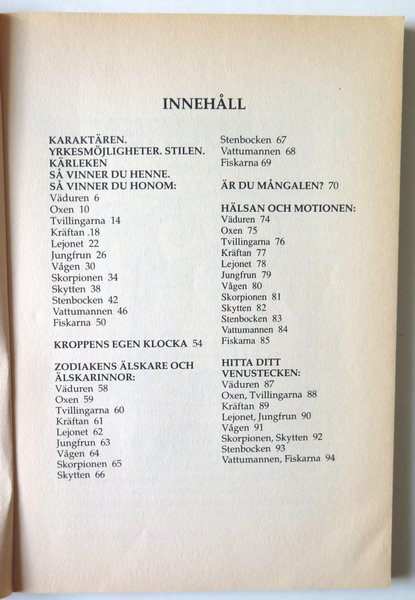 INNEHÅLL
KARAKTÄREN.
YRKESMÖJLIGHETER. STILEN.
KÄRLEKEN
SÅ VINNER DU HENNE.
SÅ VINNER DU HONOM:
Väduren 6
Oxen 10
Tvillingarna 14
Kräftan .18
Lejonet 22
Jungfrun 26
Vågen 30
Skorpionen 34
Skytten 38
Stenbocken 42
Vattumannen 46
Fiskarna 50
KROPPENS EGEN KLOCKA 54
ZODIAKENS ÄLSKARE OCH
ÄLSKARINNOR:
Väduren 58
Oxen 59
Tvillingarna 60
Kräftan 61
Lejonet 62
Jungfrun 63
Vågen 64
Skorpionen 65
Skytten 66
Stenbocken 67
Vattumannen 68
Fiskarna 69
ÄR DU MÅNGALEN? 70
HÄLSAN OCH MOTIONEN:
Väduren 74
Oxen 75
Tvillingarna 76
Kräftan 77
Lejonet 78
Jungfrun 79
Vågen 80
Skorpionen 81
Skytten 82
Stenbocken 83
Vattumannen 84
Fiskarna 85
HITTA DITT
VENUSTECKEN:
Väduren 87
Oxen, Tvillingarna 88
Kräftan 89
Lejonet, Jungfrun 90
Vågen 91
Skorpionen, Skytten 92
Stenbocken 93
Vattumannen, Fiskarna 94